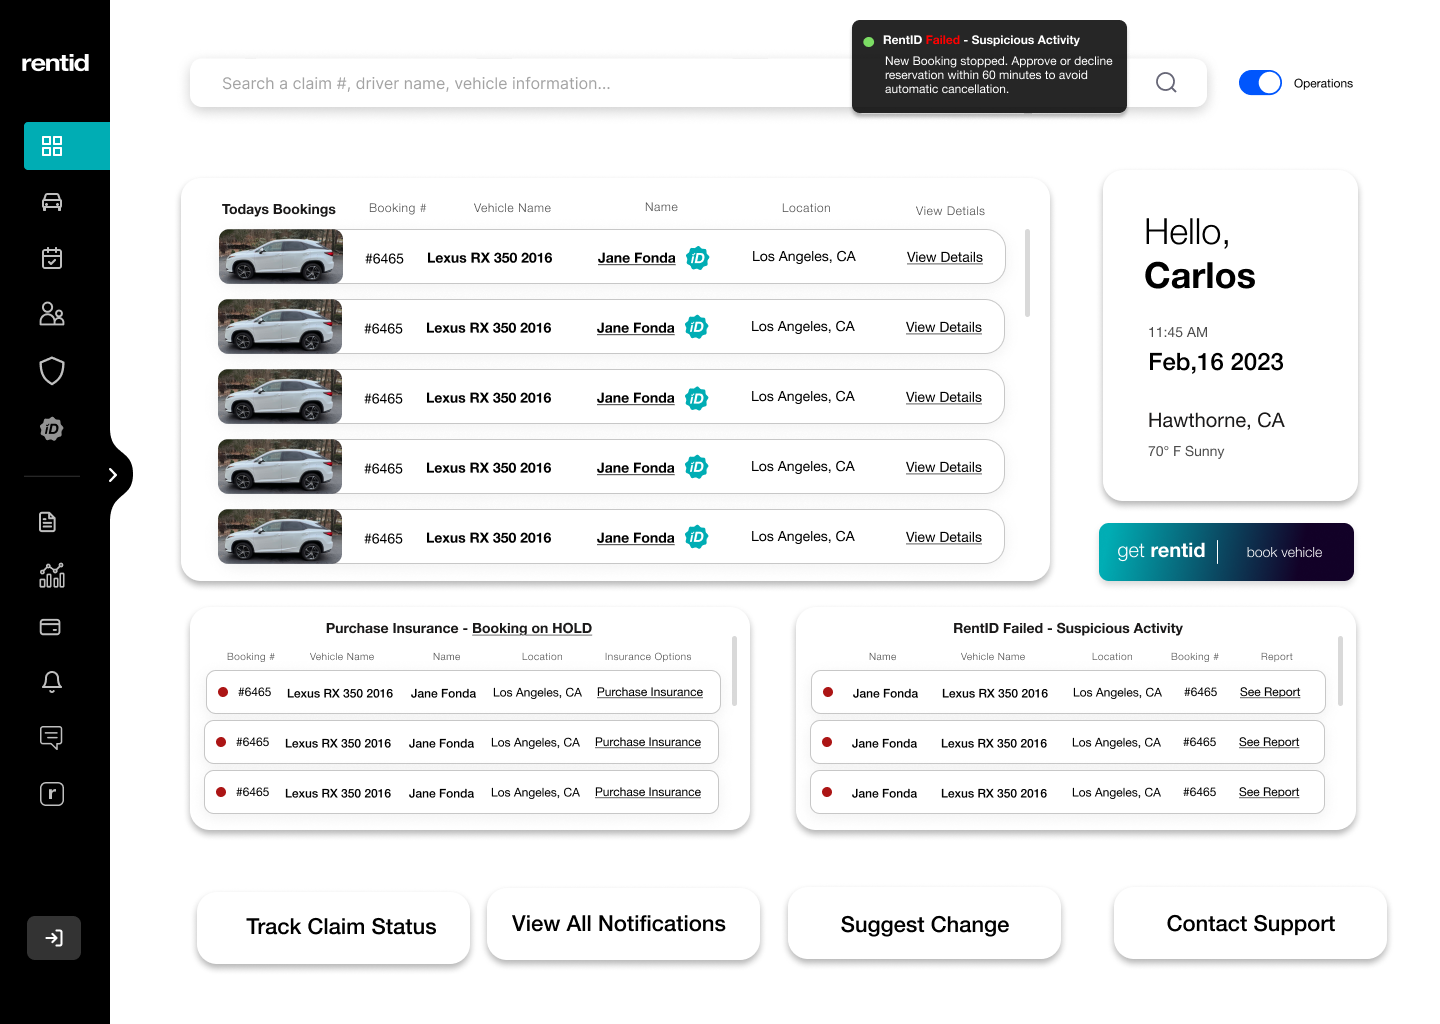 rentid
Search a claim #, driver name, vehicle information...
RentID Failed - Suspicious Activity
New Booking stopped. Approve or decline
reservation within 60 minutes to avoid
automatic cancellation.
Operations
Todays Bookings Booking # Vehicle Name Name Location View Detials
#6465 Lexus RX 350 2016 Jane Fonda iD Los Angeles, CA View Details
#6465 Lexus RX 350 2016 Jane Fonda iD Los Angeles, CA View Details
#6465 Lexus RX 350 2016 Jane Fonda iD Los Angeles, CA View Details
#6465 Lexus RX 350 2016 Jane Fonda iD Los Angeles, CA View Details
#6465 Lexus RX 350 2016 Jane Fonda iD Los Angeles, CA View Details
Hello,
Carlos
11:45 AM
Feb,16 2023
Hawthorne, CA
70° F Sunny
get rentid | book vehicle
iD
r
Purchase Insurance - Booking on HOLD
Booking # Vehicle Name Name Location Insurance Options
#6465 Lexus RX 350 2016 Jane Fonda Los Angeles, CA Purchase Insurance
#6465 Lexus RX 350 2016 Jane Fonda Los Angeles, CA Purchase Insurance
#6465 Lexus RX 350 2016 Jane Fonda Los Angeles, CA Purchase Insurance
RentID Failed - Suspicious Activity
Name Vehicle Name Location Booking # Report
Jane Fonda Lexus RX 350 2016 Los Angeles, CA #6465 See Report
Jane Fonda Lexus RX 350 2016 Los Angeles, CA #6465 See Report
Jane Fonda Lexus RX 350 2016 Los Angeles, CA #6465 See Report
Track Claim Status
View All Notifications
Suggest Change
Contact Support